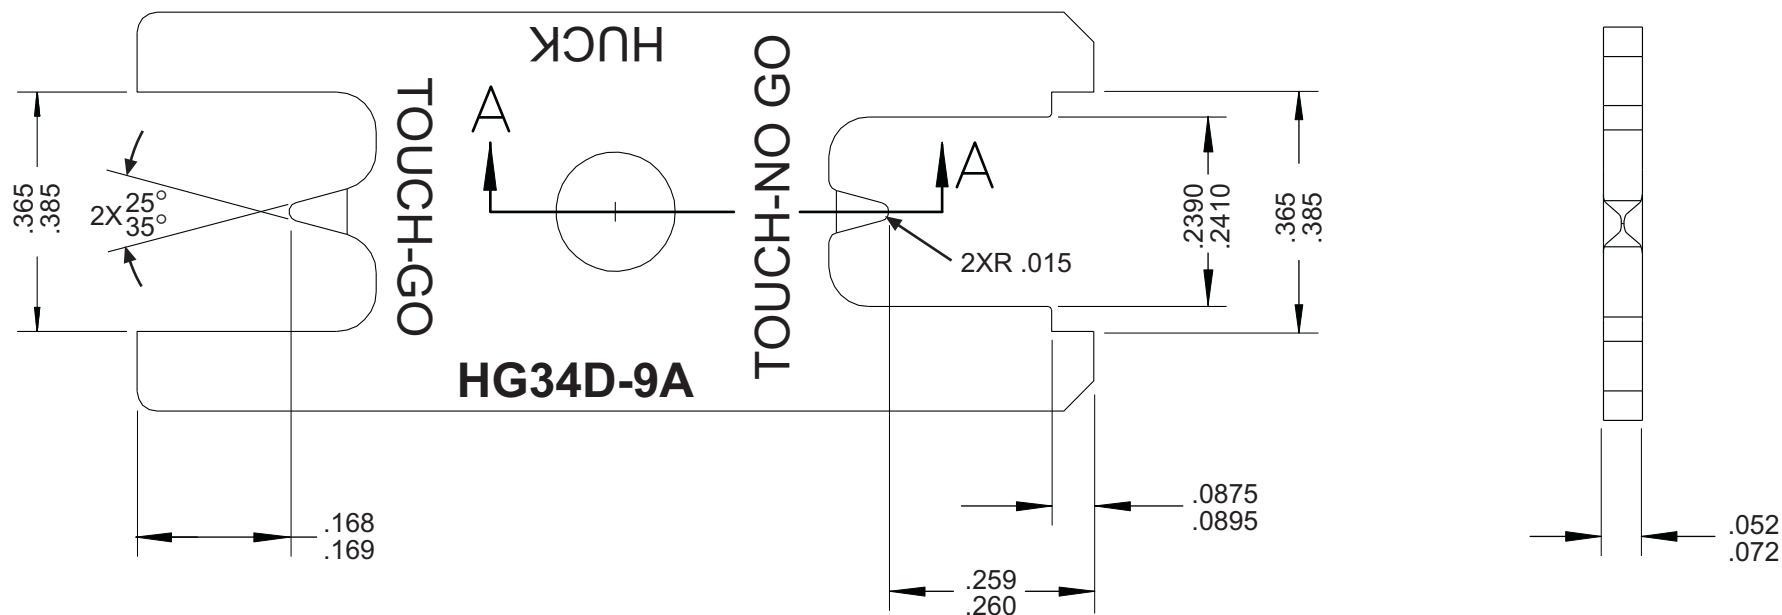 HUCK
TOUCH-GO
TOUCH-NO GO
A
A
.365
.385
2X 25°
35°
2XR .015
.2390
.2410
.365
.385
HG34D-9A
.168
.169
.0875
.0895
.259
.260
.052
.072